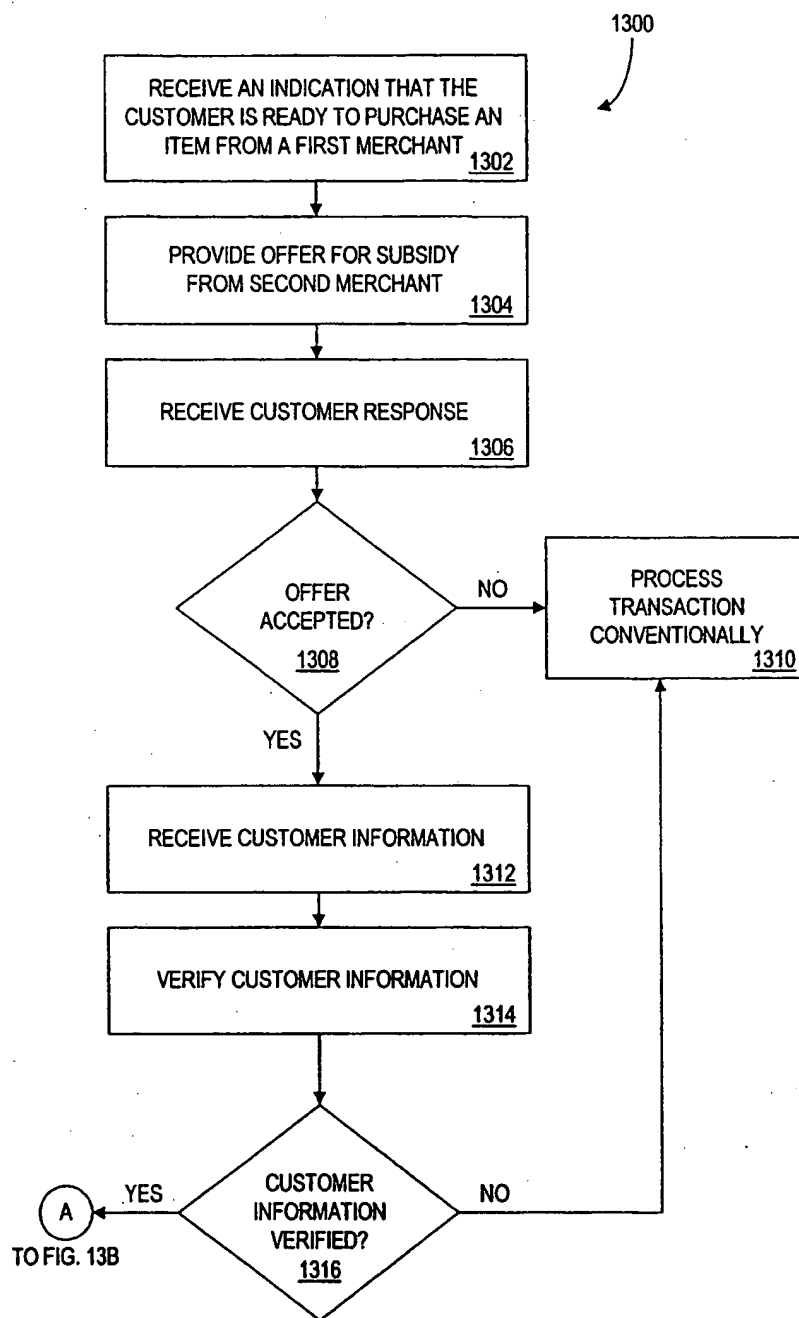 1300
RECEIVE AN INDICATION THAT THE
CUSTOMER IS READY TO PURCHASE AN
ITEM FROM A FIRST MERCHANT
1302
PROVIDE OFFER FOR SUBSIDY
FROM SECOND MERCHANT
1304
RECEIVE CUSTOMER RESPONSE
1306
OFFER
ACCEPTED?
1308
NO
PROCESS
TRANSACTION
CONVENTIONALLY
1310
YES
RECEIVE CUSTOMER INFORMATION
1312
VERIFY CUSTOMER INFORMATION
1314
CUSTOMER
INFORMATION
VERIFIED?
1316
YES
NO
A
TO FIG. 13B